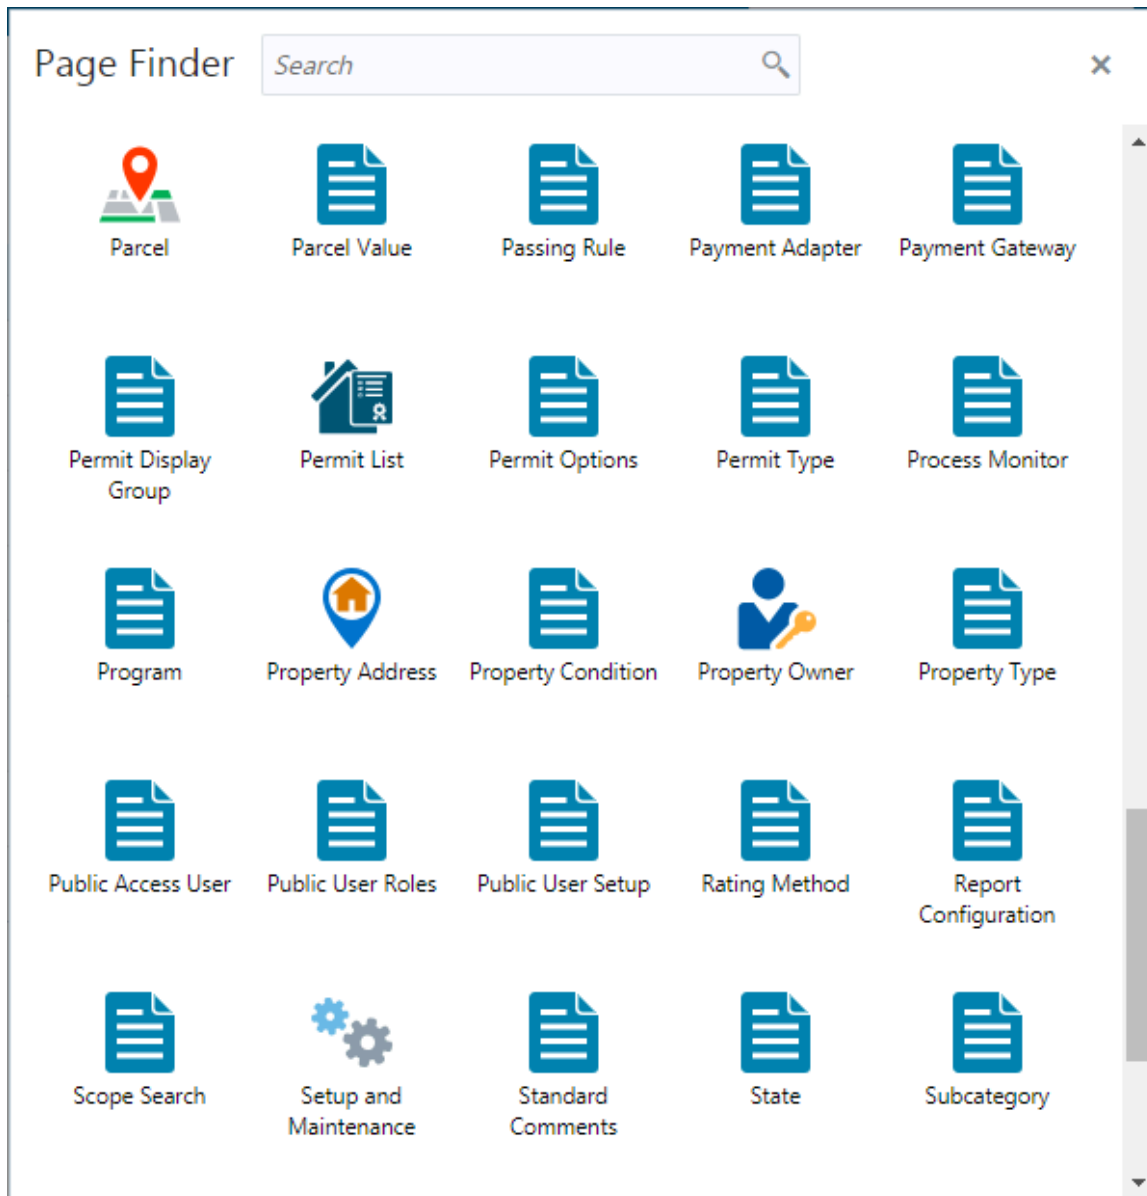 Page Finder
Search
Parcel
Parcel Value
Passing Rule
Payment Adapter
Payment Gateway
Permit Display
Group
Permit List
Permit Options
Permit Type
Process Monitor
Program
Property Address
Property Condition
Property Owner
Property Type
Public Access User
Public User Roles
Public User Setup
Rating Method
Report
Configuration
Scope Search
Setup and
Maintenance
Standard
Comments
State
Subcategory